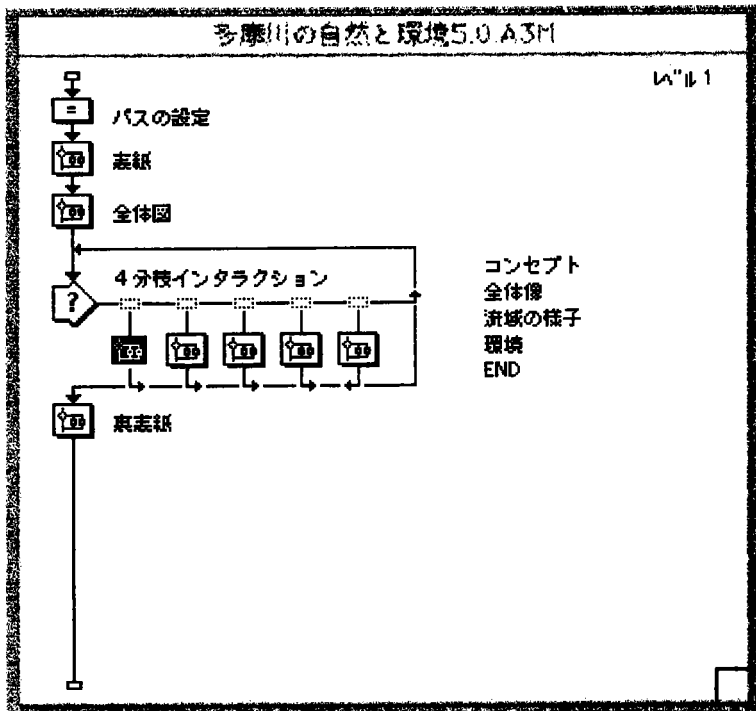 多摩川の自然と環境5.0.A3M
レベル 1
=
パスの設定
表紙
全体図
4分枝インタラクション
?
コンセプト
全体像
流域の様子
環境
END
裏表紙